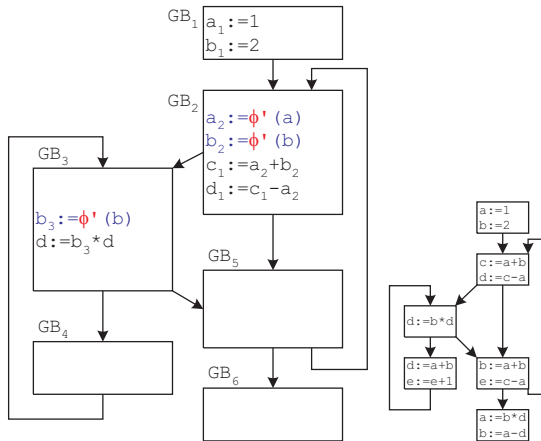 GB₁
a₁:=1
b₁:=2
GB₂
a₂:=ϕ'(a)
b₂:=ϕ'(b)
c₁:=a₂+b₂
d₁:=c₁-a₂
GB₃
b₃:=ϕ'(b)
d:=b₃*d
GB₅
GB₄
GB₆
a:=1
b:=2
c:=a+b
d:=c-a
d:=b*d
d:=a+b
e:=e+1
b:=a+b
e:=c-a
a:=b*d
b:=a-d